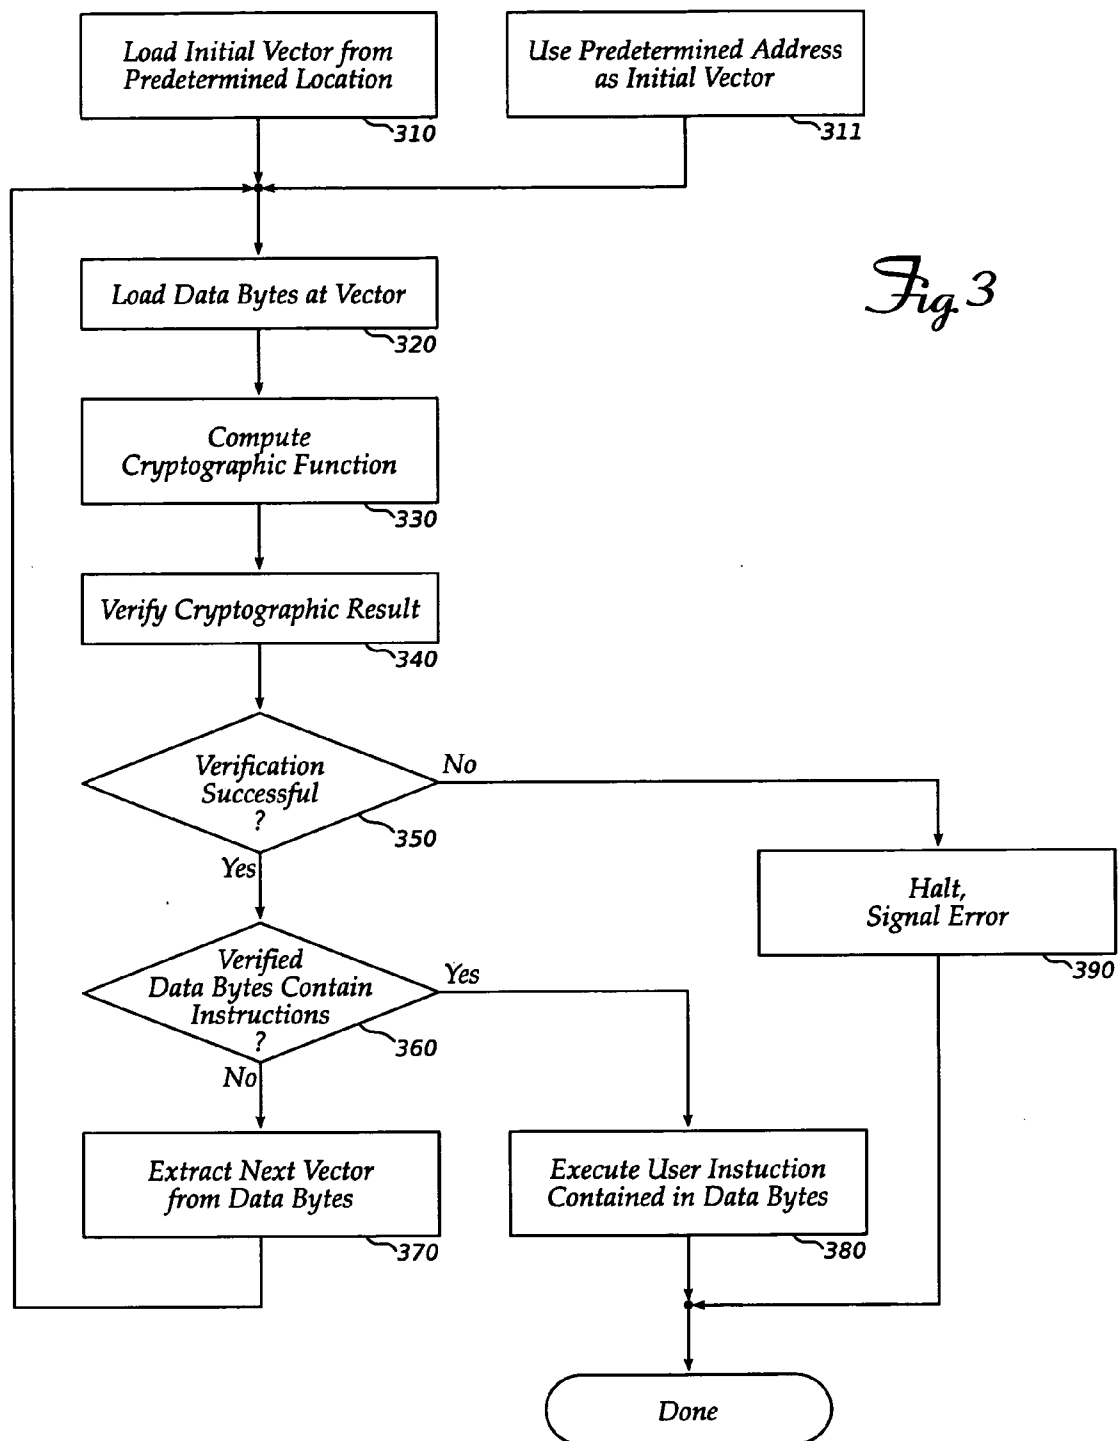 Load Initial Vector from
Predetermined Location
310
Use Predetermined Address
as Initial Vector
311
Fig. 3
Load Data Bytes at Vector
320
Compute
Cryptographic Function
330
Verify Cryptographic Result
340
Verification
Successful
?
350
No
Yes
Halt,
Signal Error
390
Verified
Data Bytes Contain
Instructions
?
360
Yes
No
Extract Next Vector
from Data Bytes
370
Execute User Instuction
Contained in Data Bytes
380
Done